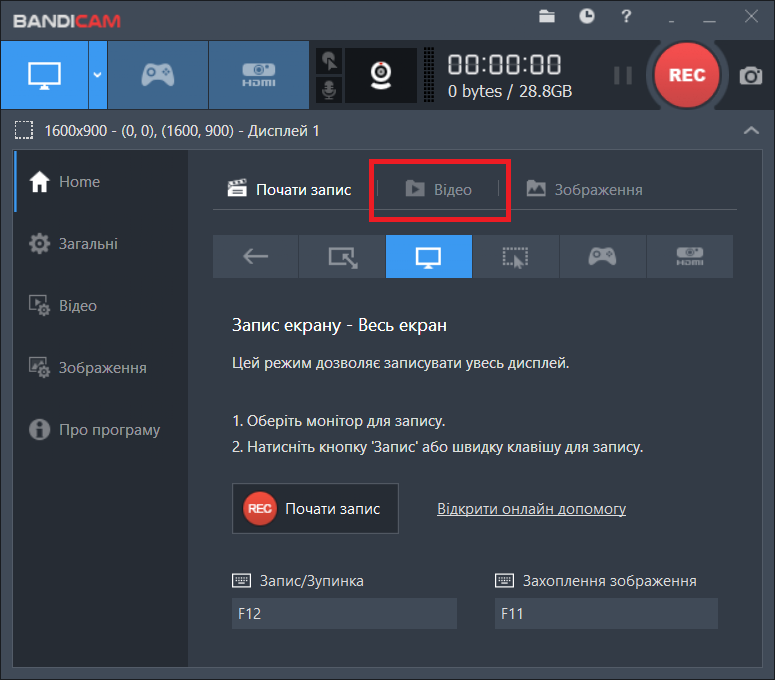 BANDICAM
?
HDMI
00:00:00
0 bytes / 28.8GB
REC
1600x900 - (0, 0), (1600, 900) - Дисплей 1
Home
Загальні
Відео
Зображення
Про програму
Почати запис
Відео
Зображення
HDMI
Запис екрану - Весь екран
Цей режим дозволяє записувати увесь дисплей.
1. Оберіть монітор для запису.
2. Натисніть кнопку 'Запис' або швидку клавішу для запису.
REC Почати запис
Відкрити онлайн допомогу
Запис/Зупинка
Захоплення зображення
F12
F11